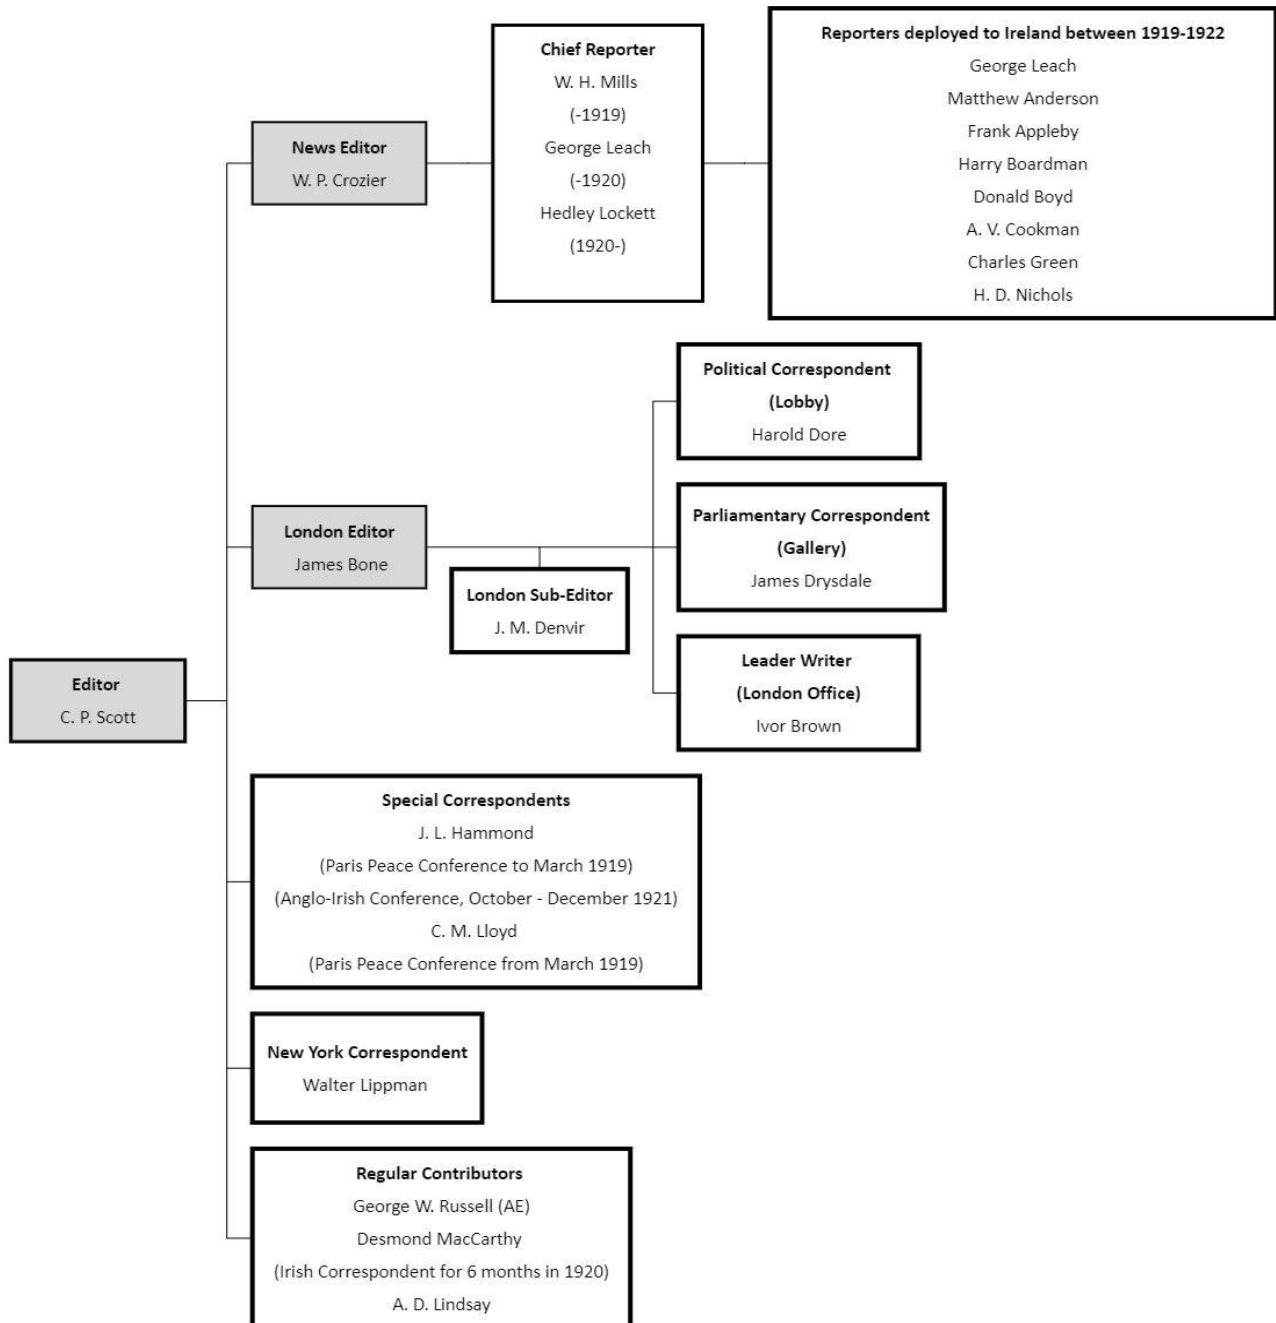 Chief Reporter
W. H. Mills
(-1919)
George Leach
(-1920)
Hedley Lockett
(1920-)
Reporters deployed to Ireland between 1919-1922
George Leach
Matthew Anderson
Frank Appleby
Harry Boardman
Donald Boyd
A. V. Cookman
Charles Green
H. D. Nichols
News Editor
W. P. Crozier
Political Correspondent
(Lobby)
Harold Dore
London Editor
James Bone
London Sub-Editor
J. M. Denvir
Parliamentary Correspondent
(Gallery)
James Drysdale
Leader Writer
(London Office)
Ivor Brown
Editor
C. P. Scott
Special Correspondents
J. L. Hammond
(Paris Peace Conference to March 1919)
(Anglo-Irish Conference, October - December 1921)
C. M. Lloyd
(Paris Peace Conference from March 1919)
New York Correspondent
Walter Lippman
Regular Contributors
George W. Russell (AE)
Desmond MacCarthy
(Irish Correspondent for 6 months in 1920)
A. D. Lindsay